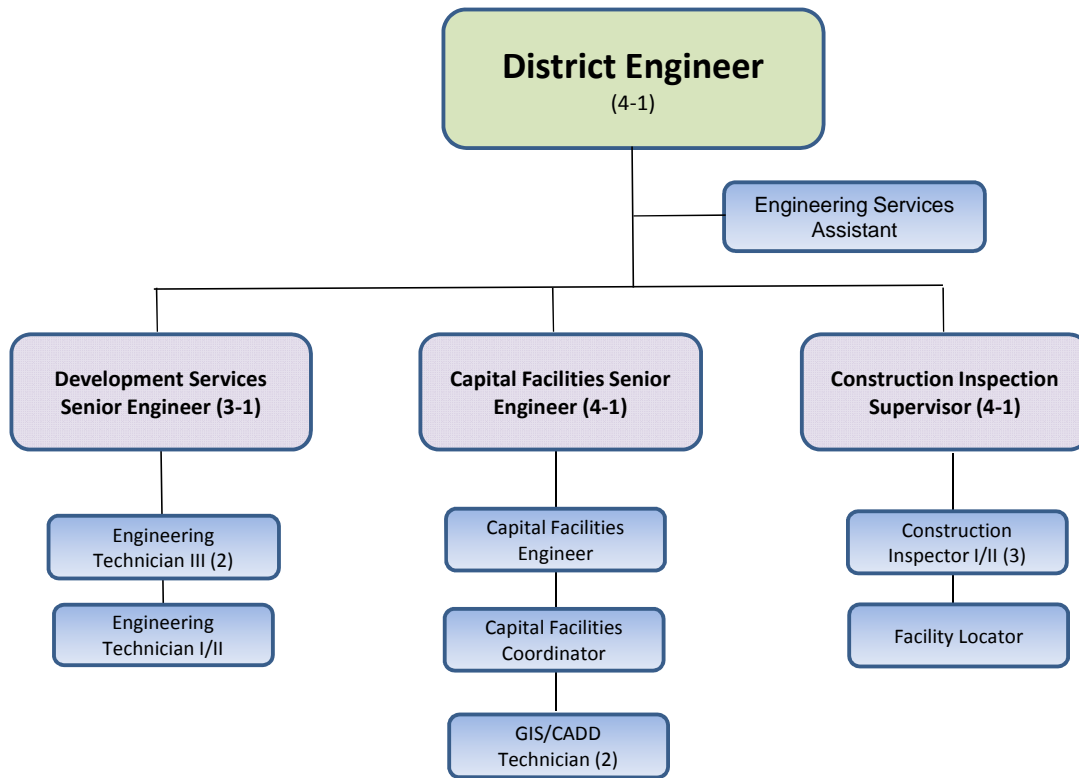 District Engineer
(4-1)
Engineering Services
Assistant
Development Services
Senior Engineer (3-1)
Capital Facilities Senior
Engineer (4-1)
Construction Inspection
Supervisor (4-1)
Engineering
Technician III (2)
Capital Facilities
Engineer
Construction
Inspector I/II (3)
Engineering
Technician I/II
Capital Facilities
Coordinator
Facility Locator
GIS/CADD
Technician (2)